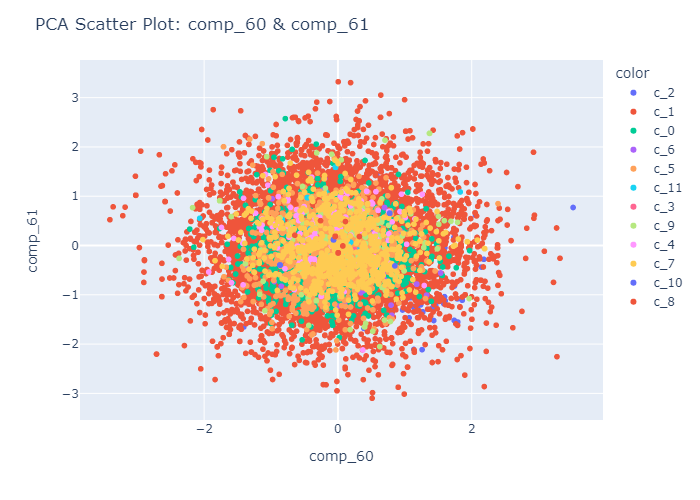 PCA Scatter Plot: comp_60 & comp_61
color
c_2
c_1
c_0
c_6
c_5
c_11
c_3
c_9
c_4
c_7
c_10
c_8
3
2
1
0
−1
−2
−3
comp_61
−2
0
2
comp_60